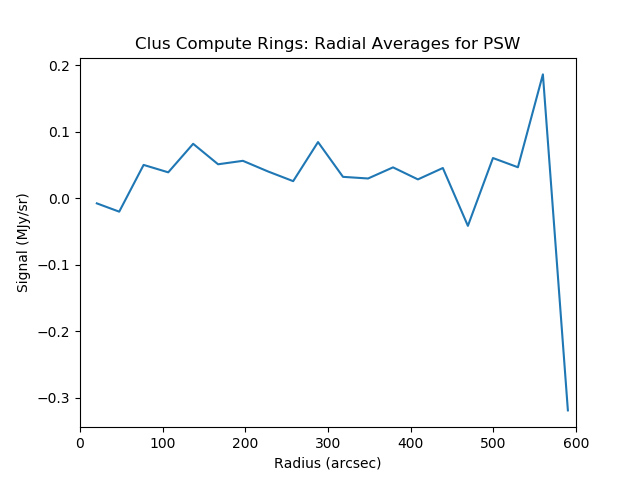 Clus Compute Rings: Radial Averages for PSW
0.2
0.1
0.0
−0.1
−0.2
−0.3
Signal (MJy/sr)
0 100 200 300 400 500 600
Radius (arcsec)